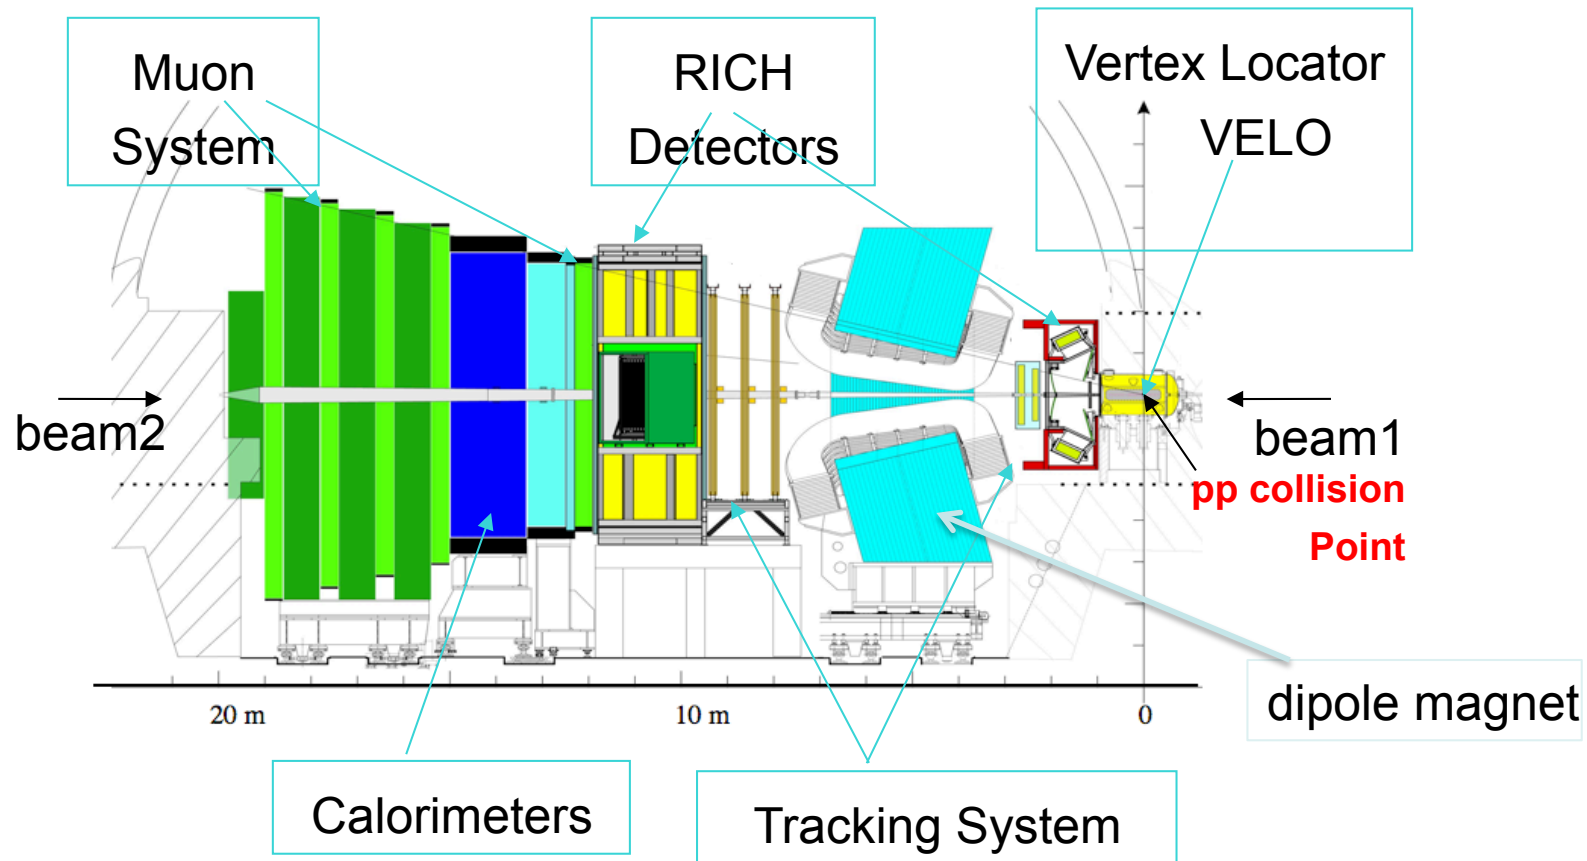 Muon
System
RICH
Detectors
Vertex Locator
VELO
beam2
beam1
pp collision
Point
dipole magnet
20 m
10 m
0
Calorimeters
Tracking System